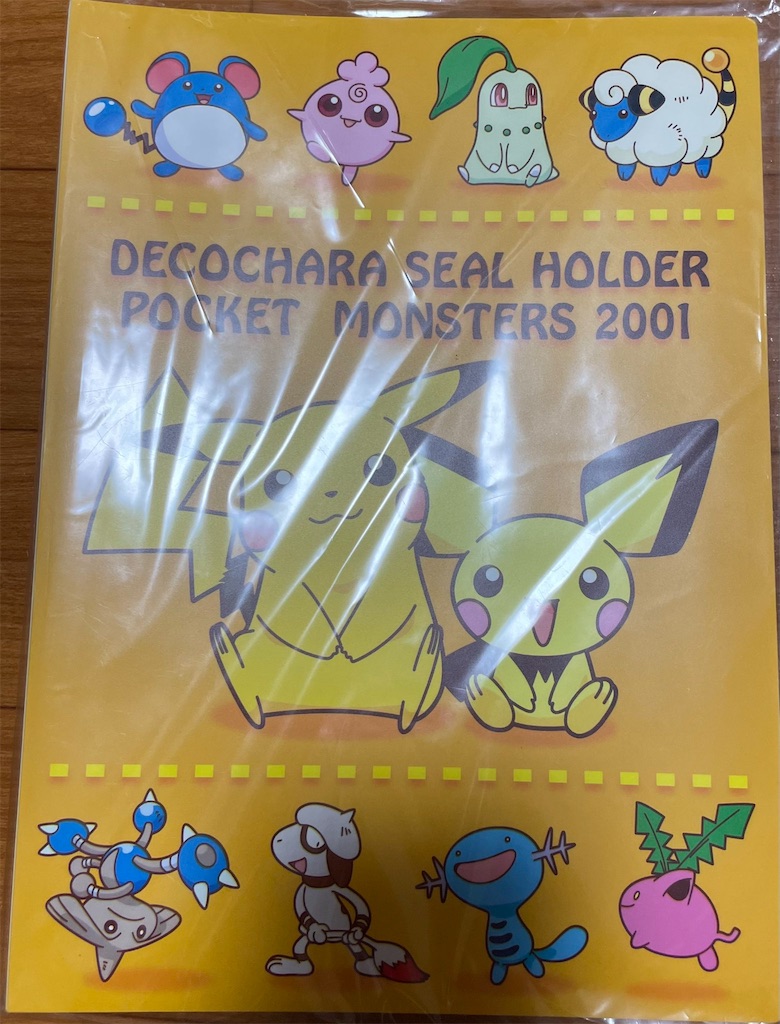 DECOCHARA SEAL HOLDER
POCKET MONSTERS 2001